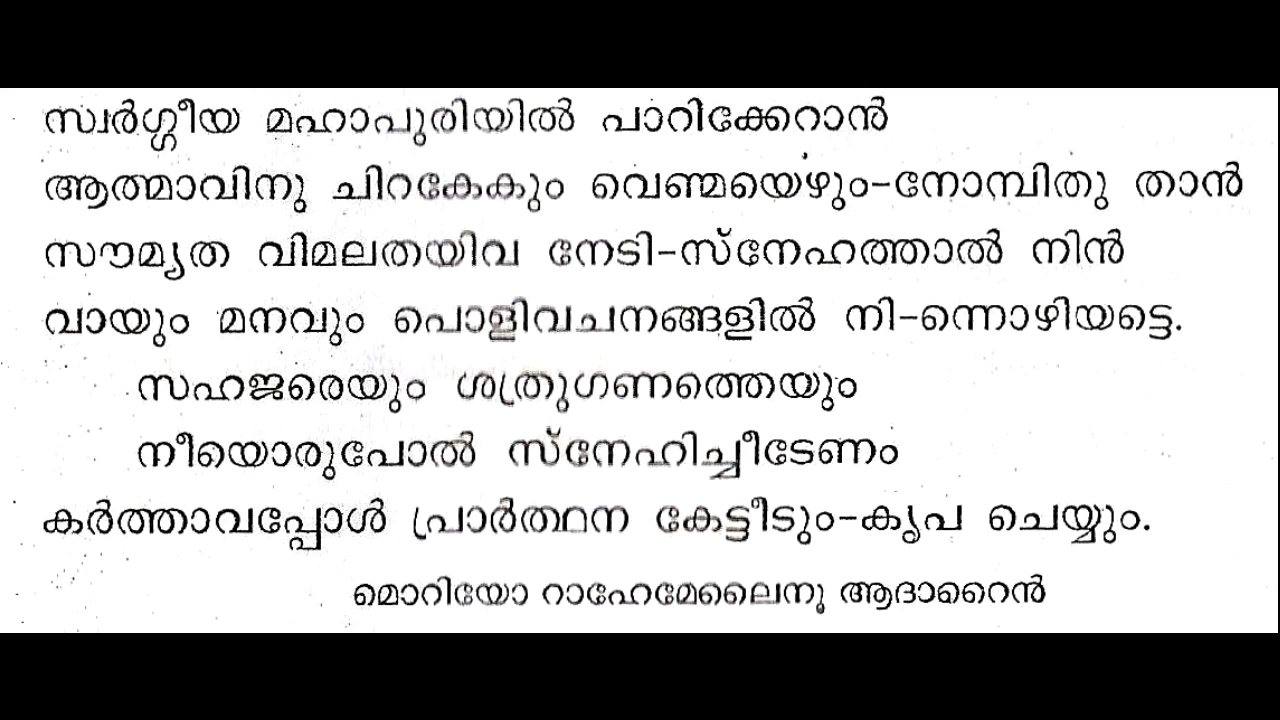 സ്വർഗ്ഗീയ മഹാപുരിയിൽ പാറിക്കേറാൻ
ആത്മാവിനു ചിറകേകും വെണ്മയെഴും-നോമ്പിതു താൻ
സൗമൃത വിമലതയിവ നേടി-സ്നേഹത്താൽ നിൻ
വായും മനവും പൊളിവചനങ്ങളിൽ നി-ന്നൊഴിയട്ടെ.
സഹജരെയും ശത്രുഗണത്തെയും
നീയൊരുപോൽ സ്നേഹിച്ചീടേണം
കർത്താവപ്പോൾ പ്രാർത്ഥന കേട്ടീടും-കൃപ ചെയ്യും.
മൊറിയോ റാഹേമേലൈനൂ ആദാറൈൻ